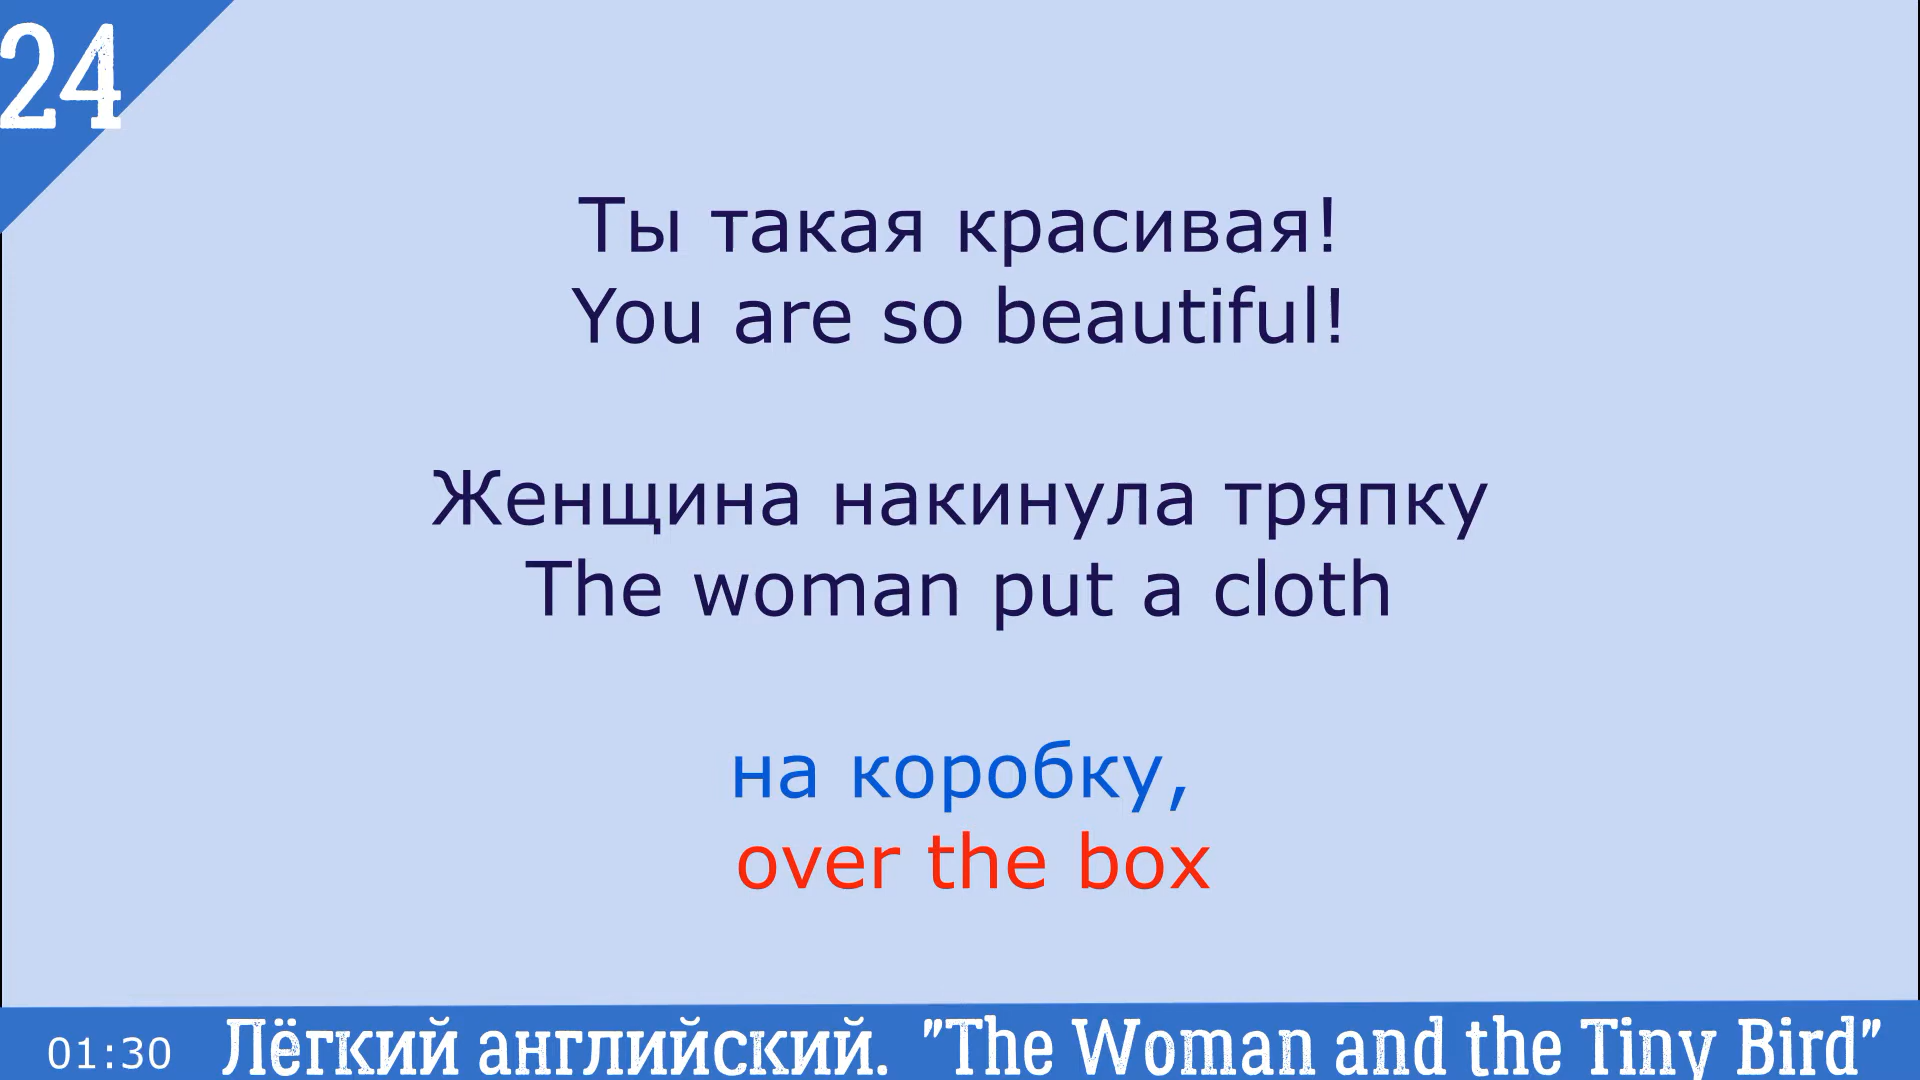 24
Ты такая красивая!
You are so beautiful!
Женщина накинула тряпку
The woman put a cloth
на коробку,
over the box
01:30 Лёгкий английский. "The Woman and the Tiny Bird"